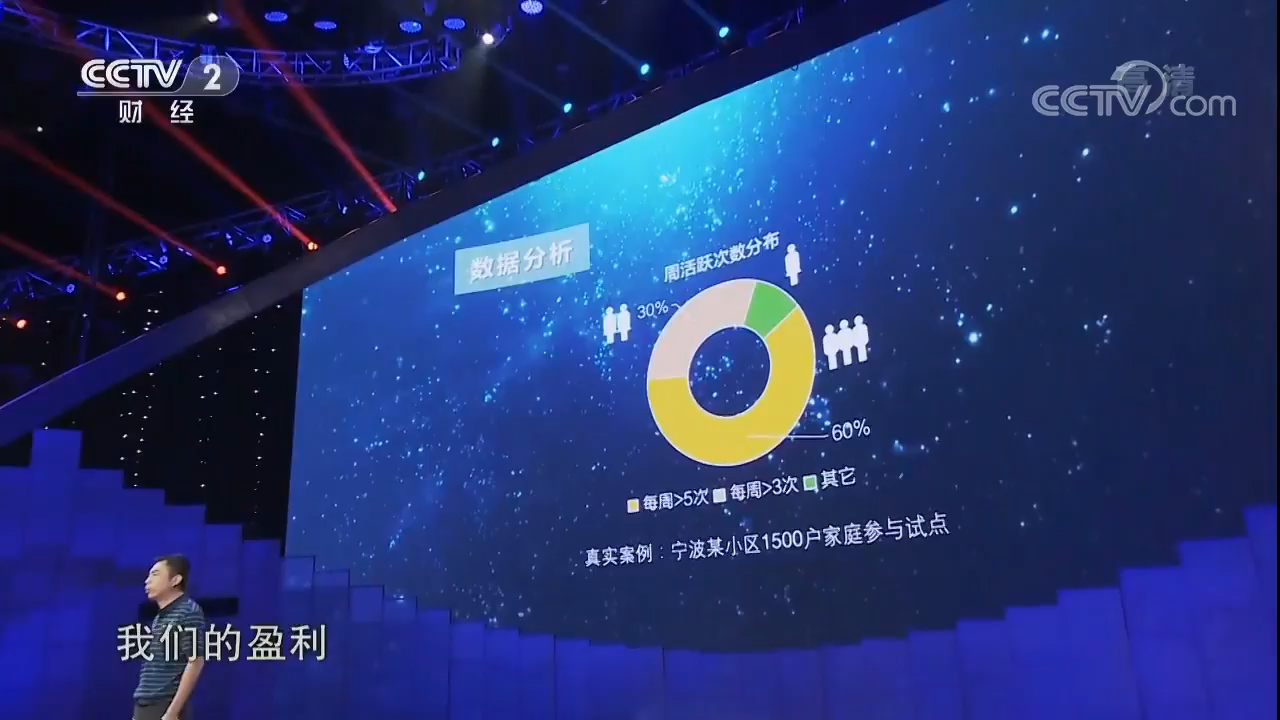 CCTV 2
财经
高清
CCTV.com
数据分析
周活跃次数分布
30%
60%
每周>5次 每周>3次 其它
真实案例：宁波某小区1500户家庭参与试点
我们的盈利